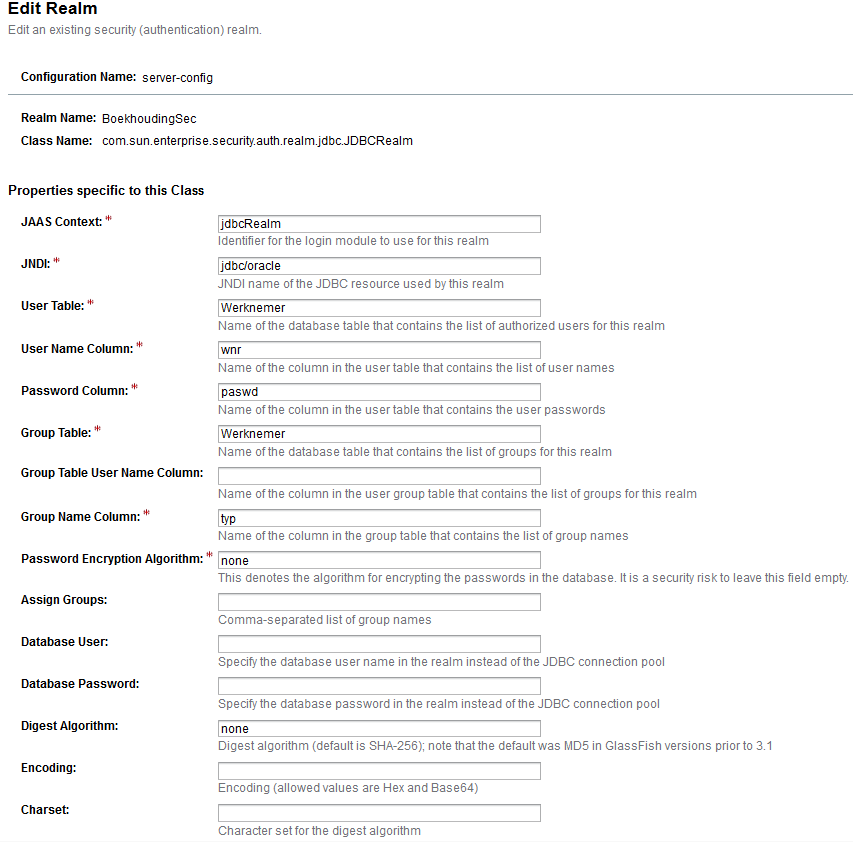 Edit Realm
Edit an existing security (authentication) realm.
Configuration Name: server-config
Realm Name: BoekhoudingSec
Class Name: com.sun.enterprise.security.auth.realm.jdbc.JDBCRealm
Properties specific to this Class
JAAS Context: * jdbcRealm
Identifier for the login module to use for this realm
JNDI: * jdbc/oracle
JNDI name of the JDBC resource used by this realm
User Table: * Werknemer
Name of the database table that contains the list of authorized users for this realm
User Name Column: * wnr
Name of the column in the user table that contains the list of user names
Password Column: * paswd
Name of the column in the user table that contains the user passwords
Group Table: * Werknemer
Name of the database table that contains the list of groups for this realm
Group Table User Name Column:
Name of the column in the user group table that contains the list of groups for this realm
Group Name Column: * typ
Name of the column in the group table that contains the list of group names
Password Encryption Algorithm: * none
This denotes the algorithm for encrypting the passwords in the database. It is a security risk to leave this field empty.
Assign Groups:
Comma-separated list of group names
Database User:
Specify the database user name in the realm instead of the JDBC connection pool
Database Password:
Specify the database password in the realm instead of the JDBC connection pool
Digest Algorithm: none
Digest algorithm (default is SHA-256); note that the default was MD5 in GlassFish versions prior to 3.1
Encoding:
Encoding (allowed values are Hex and Base64)
Charset:
Character set for the digest algorithm